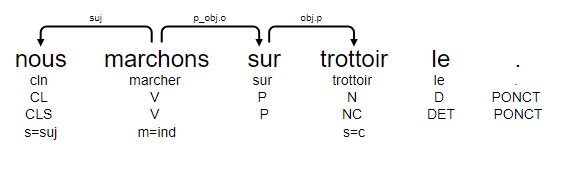 suj p_obj.o obj.p
nous marchons sur trottoir le .
cln marcher sur trottoir le .
CL V P N D PONCT
CLS V P NC DET PONCT
s=suj m=ind s=c